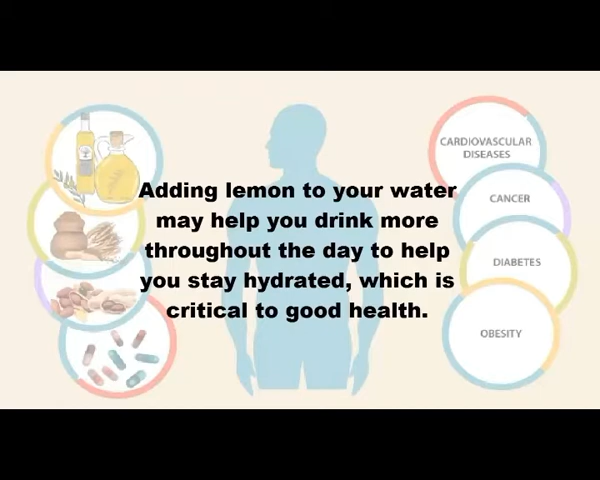 Adding lemon to your water
may help you drink more
throughout the day to help
you stay hydrated, which is
critical to good health.
CARDIOVASCULAR
DISEASES
CANCER
DIABETES
OBESITY